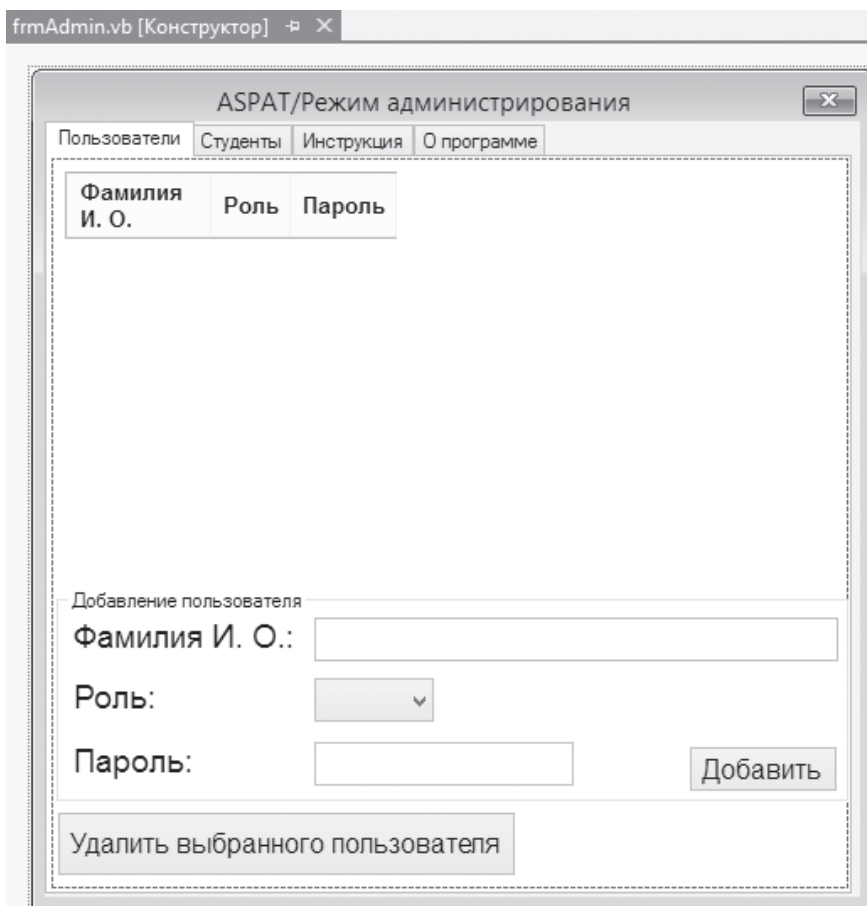 frmAdmin.vb [Конструктор]
ASPAT/Режим администрирования
Пользователи Студенты Инструкция О программе
Фамилия И. О. Роль Пароль
Добавление пользователя
Фамилия И. О.:
Роль:
Пароль:
Добавить
Удалить выбранного пользователя